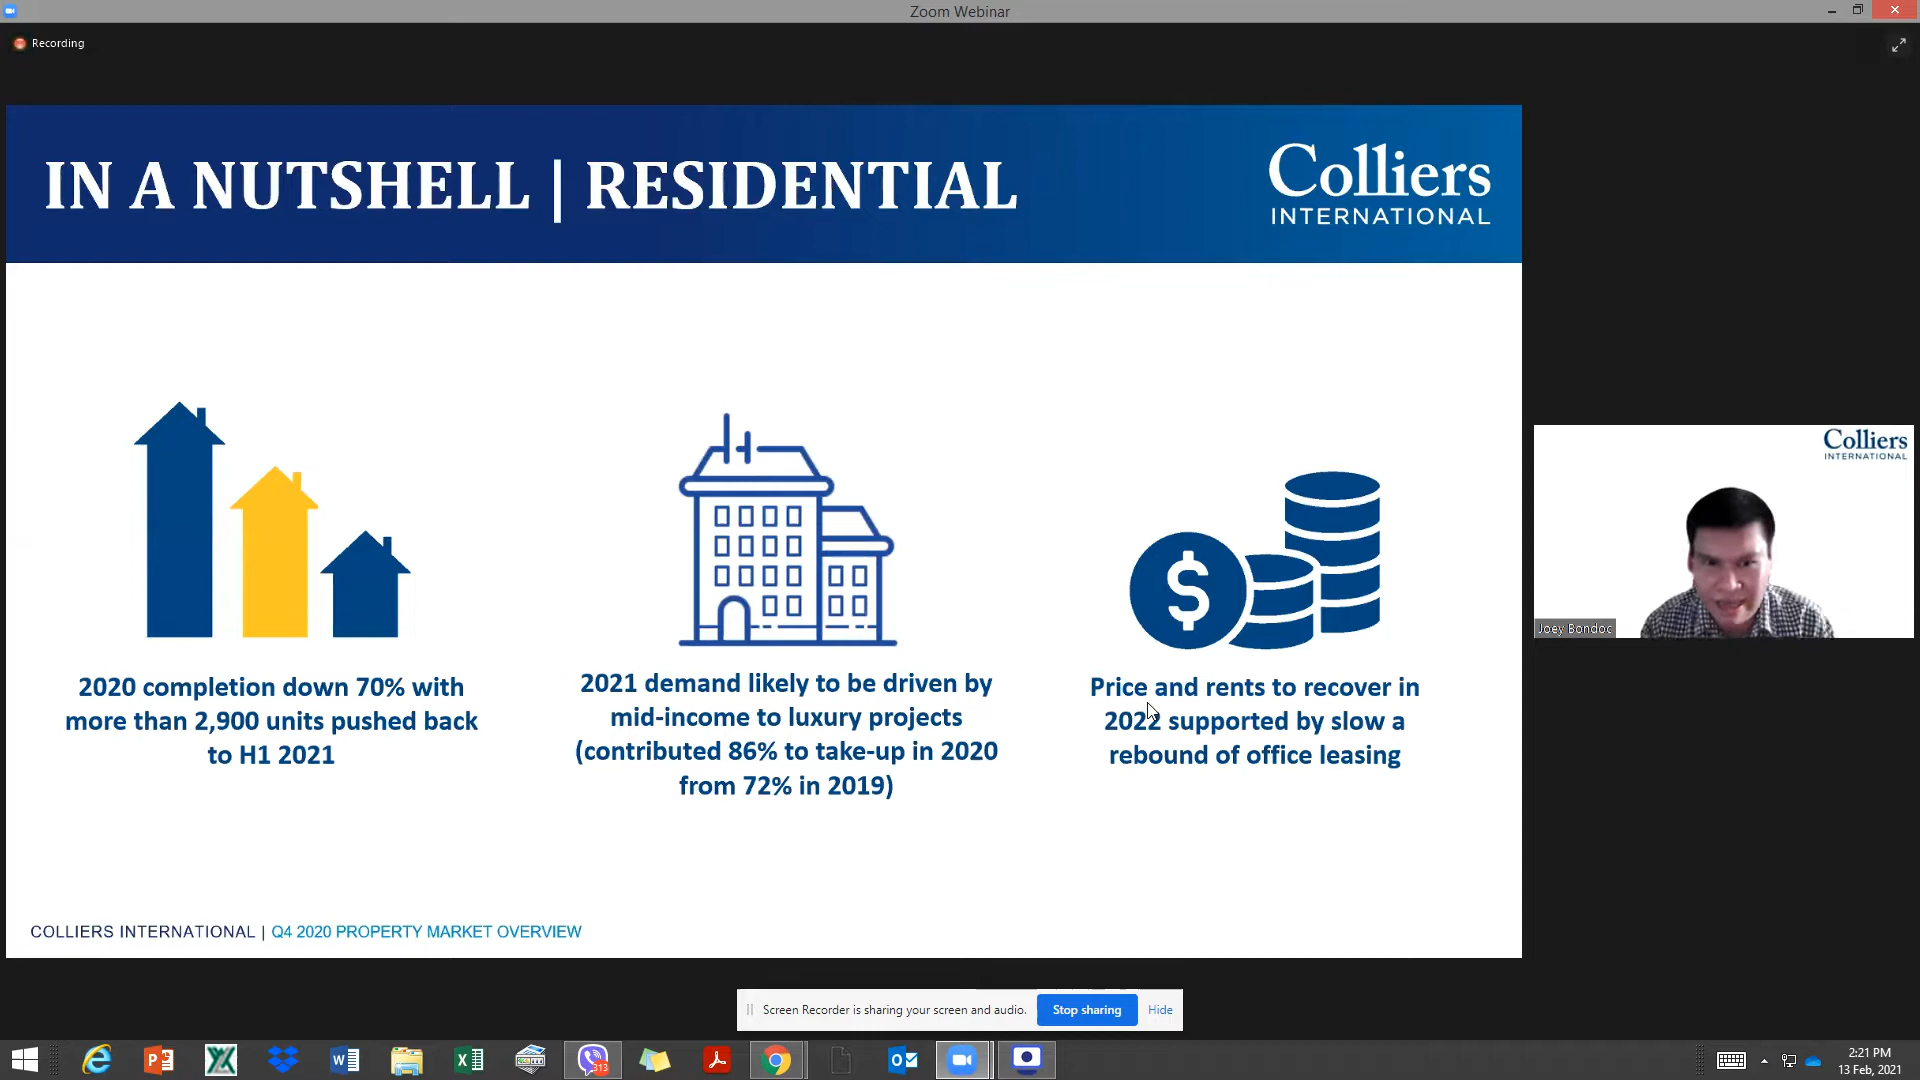 Zoom Webinar
Recording
IN A NUTSHELL | RESIDENTIAL
Colliers
INTERNATIONAL
2020 completion down 70% with
more than 2,900 units pushed back
to H1 2021
2021 demand likely to be driven by
mid-income to luxury projects
(contributed 86% to take-up in 2020
from 72% in 2019)
Price and rents to recover in
2022 supported by slow a
rebound of office leasing
COLLIERS INTERNATIONAL | Q4 2020 PROPERTY MARKET OVERVIEW
Colliers
INTERNATIONAL
Joey Bondoc
Screen Recorder is sharing your screen and audio.
Stop sharing
Hide
313
2:21 PM
13 Feb, 2021